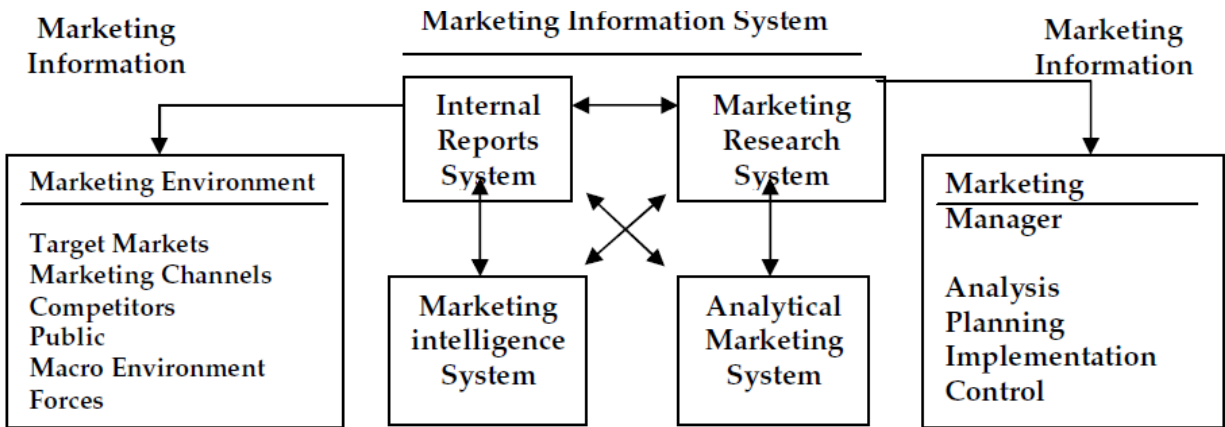 Marketing
Information
Marketing Information System
Marketing
Information
Internal
Reports
System
Marketing
Research
System
Marketing Environment
Target Markets
Marketing Channels
Competitors
Public
Macro Environment
Forces
Marketing
intelligence
System
Analytical
Marketing
System
Marketing
Manager
Analysis
Planning
Implementation
Control